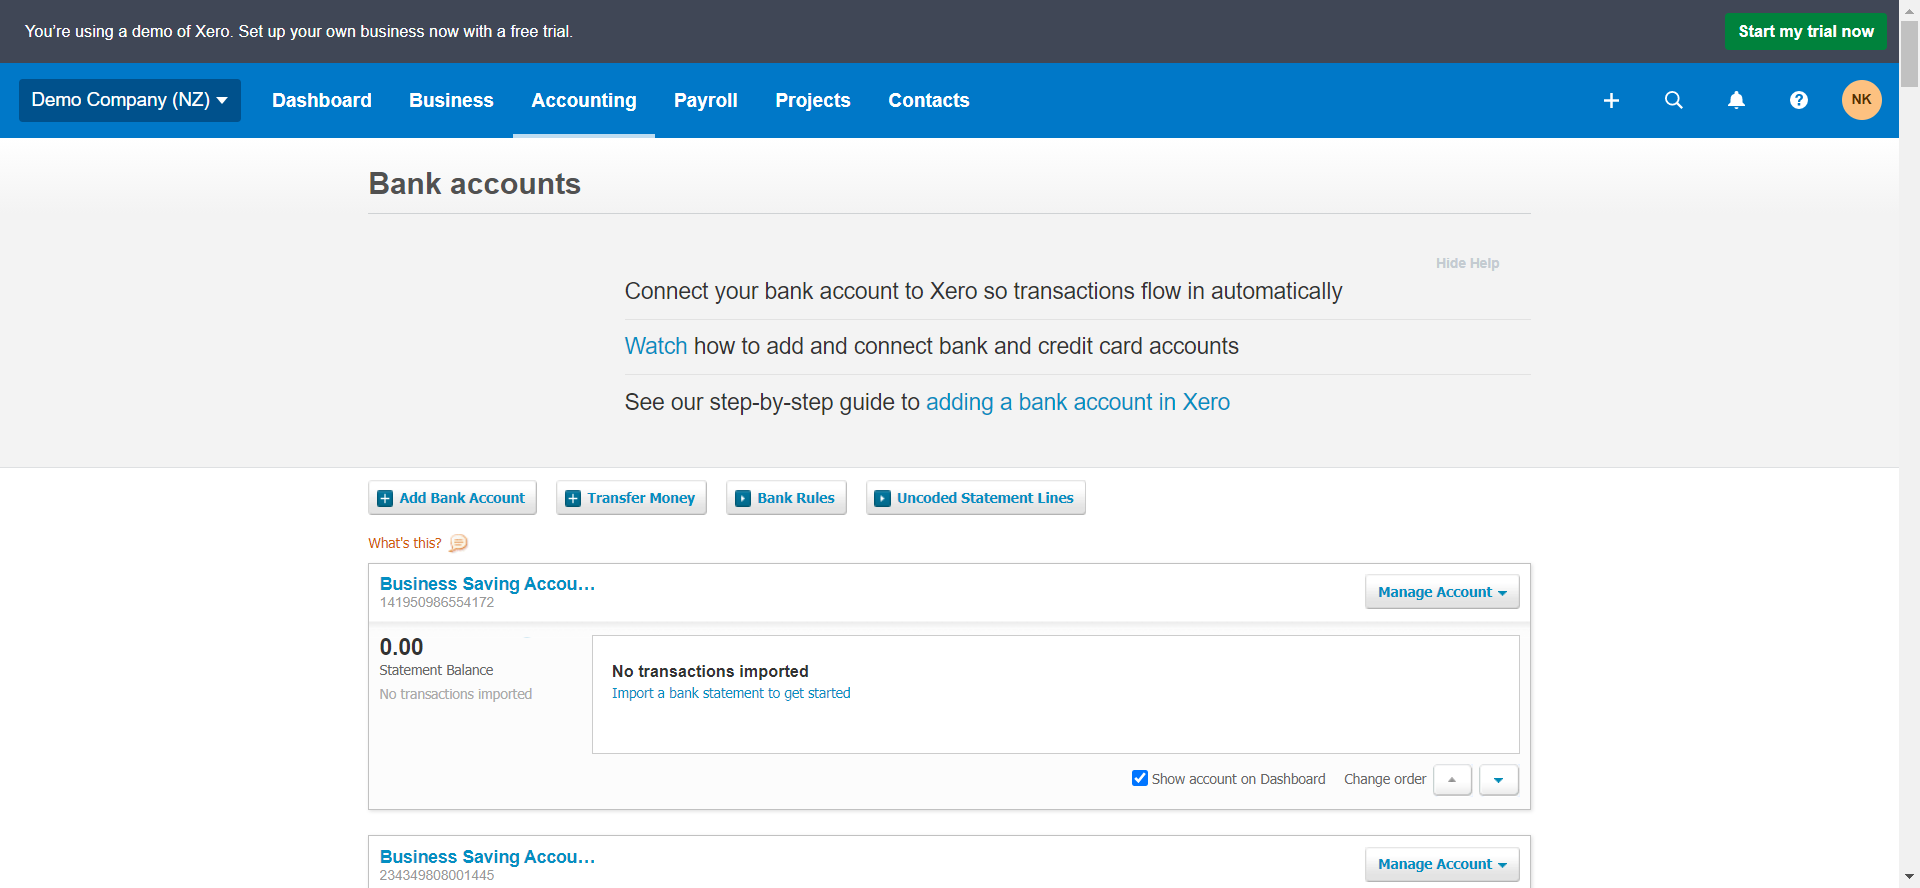 You're using a demo of Xero. Set up your own business now with a free trial.
Start my trial now
Demo Company (NZ)
Dashboard
Business
Accounting
Payroll
Projects
Contacts
NK
Bank accounts
Hide Help
Connect your bank account to Xero so transactions flow in automatically
Watch how to add and connect bank and credit card accounts
See our step-by-step guide to adding a bank account in Xero
Add Bank Account
Transfer Money
Bank Rules
Uncoded Statement Lines
What's this?
Business Saving Accou...
141950986554172
Manage Account
0.00
Statement Balance
No transactions imported
No transactions imported
Import a bank statement to get started
Show account on Dashboard
Change order
Business Saving Accou...
234349808001445
Manage Account